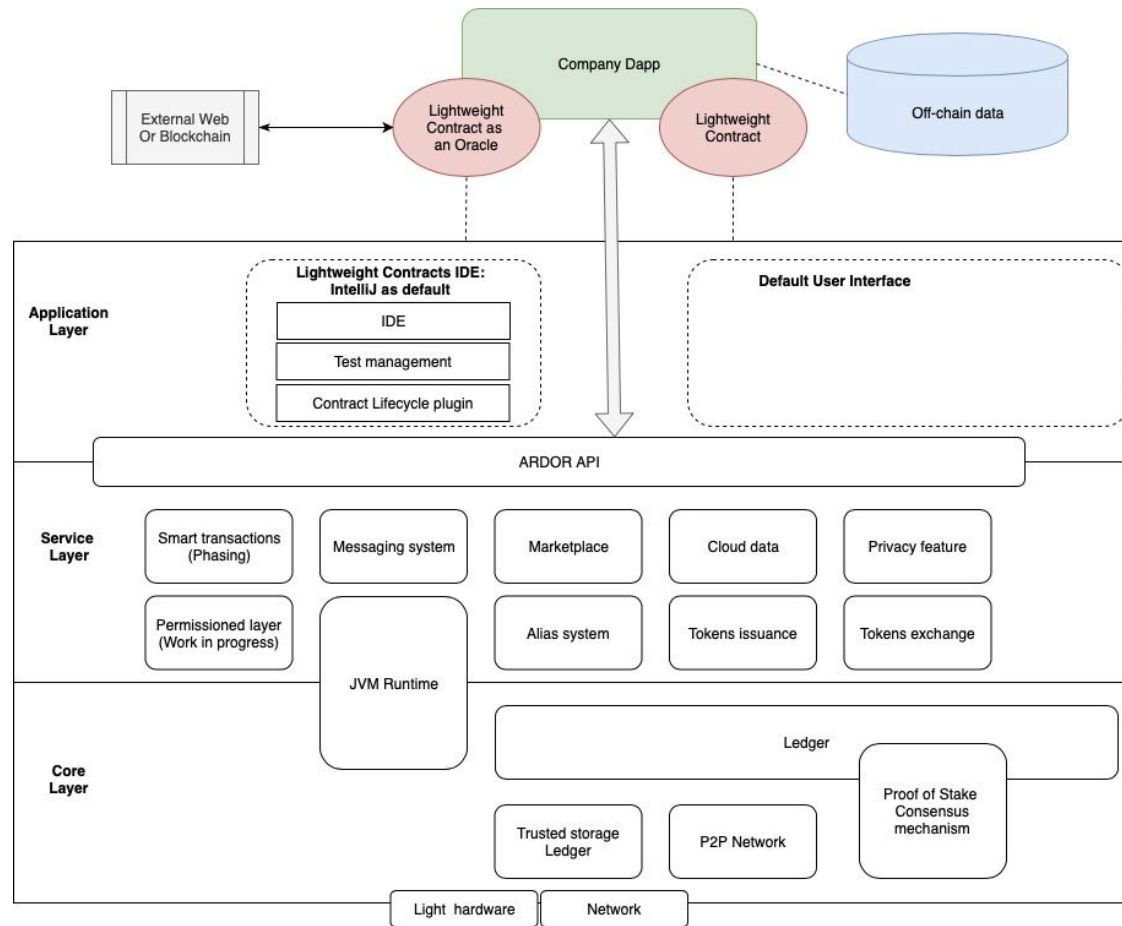 Company Dapp
External Web
Or Blockchain
Lightweight
Contract as
an Oracle
Lightweight
Contract
Off-chain data
Application
Layer
Lightweight Contracts IDE:
IntelliJ as default
IDE
Test management
Contract Lifecycle plugin
Default User Interface
ARDOR API
Service
Layer
Smart transactions
(Phasing)
Messaging system
Marketplace
Cloud data
Privacy feature
Permissioned layer
(Work in progress)
JVM Runtime
Alias system
Tokens issuance
Tokens exchange
Core
Layer
Ledger
Trusted storage
Ledger
P2P Network
Proof of Stake
Consensus
mechanism
Light hardware
Network